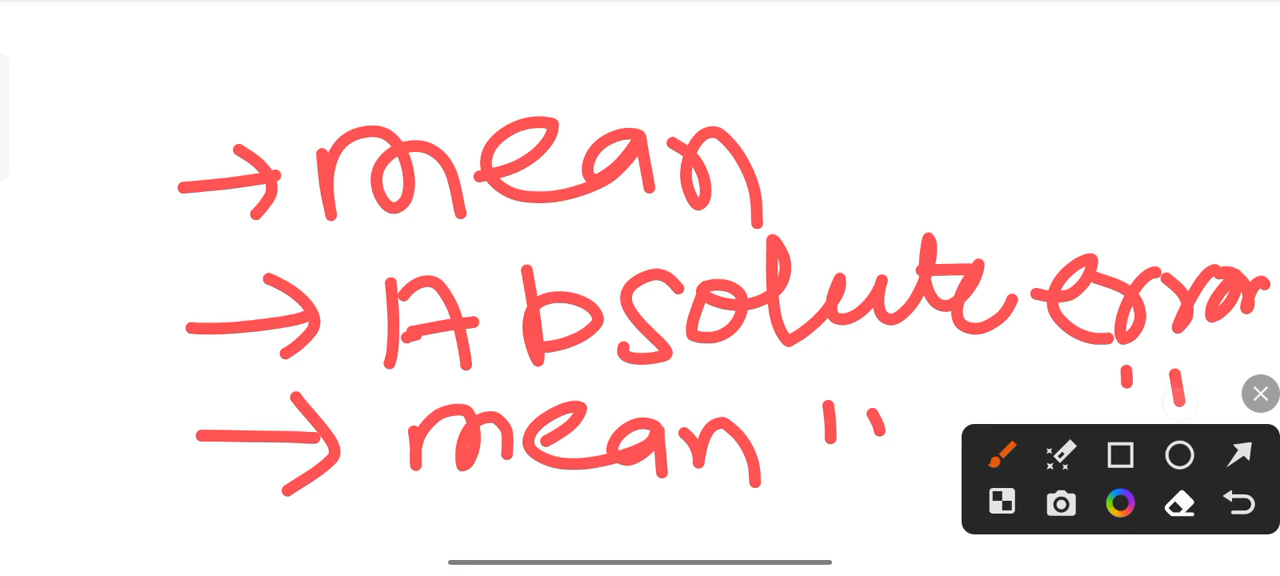 → mean
→ Absolute error
→ mean " "